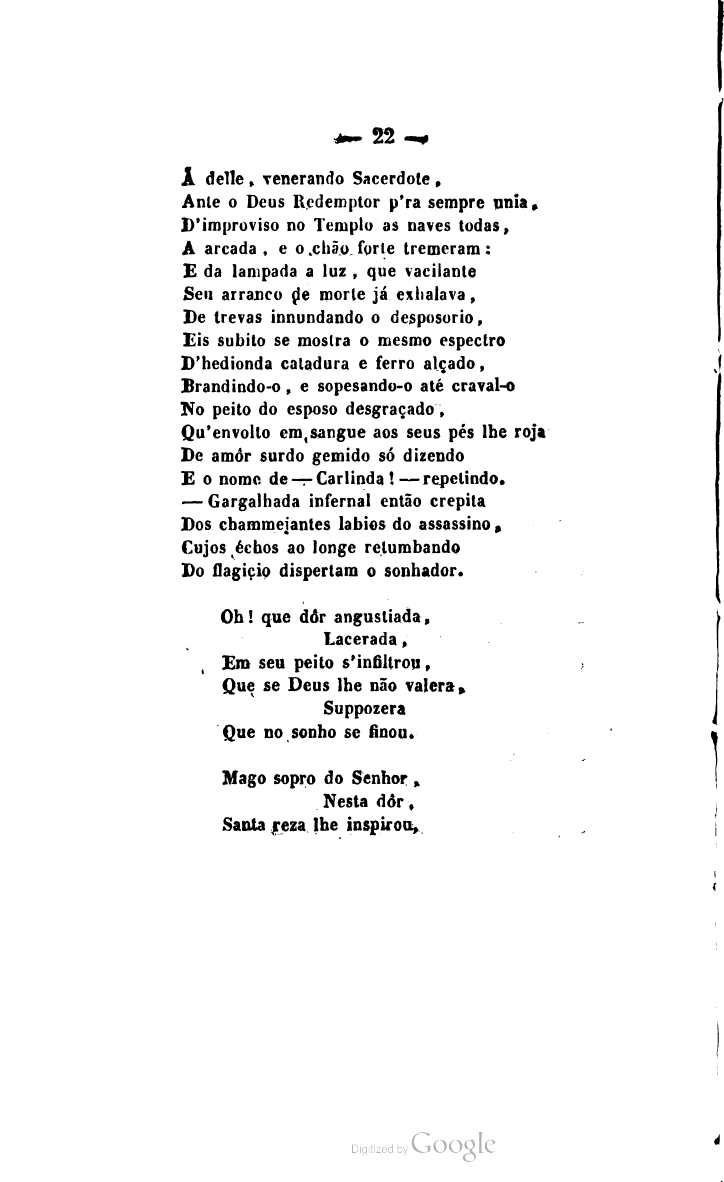 — 22 —
Á delle, venerando Sacerdote,
Ante o Deus Redemptor p'ra sempre unia,
D'improviso no Templo as naves todas,
A arcada, e o chão forte tremeram:
E da lampada a luz, que vacilante
Seu arranco de morte já exhalava,
De trevas innundando o desposorio,
Eis subito se mostra o mesmo espectro
D'hedionda catadura e ferro alçado,
Brandindo-o, e sopesando-o até craval-o
No peito do esposo desgraçado,
Qu'envolto em sangue aos seus pés lhe roja
De amôr surdo gemido só dizendo
E o nome de — Carlinda! — repetindo.
— Gargalhada infernal então crepita
Dos chammejantes labios do assassino,
Cujos échos ao longe retumbando
Do flagicio dispertam o sonhador.
Oh! que dôr angustiada,
Lacerada,
Em seu peito s'infiltrou,
Que se Deus lhe não valera,
Suppozera
Que no sonho se finou.
Mago sopro do Senhor,
Nesta dôr,
Santa reza lhe inspirou,
Digitized by Google